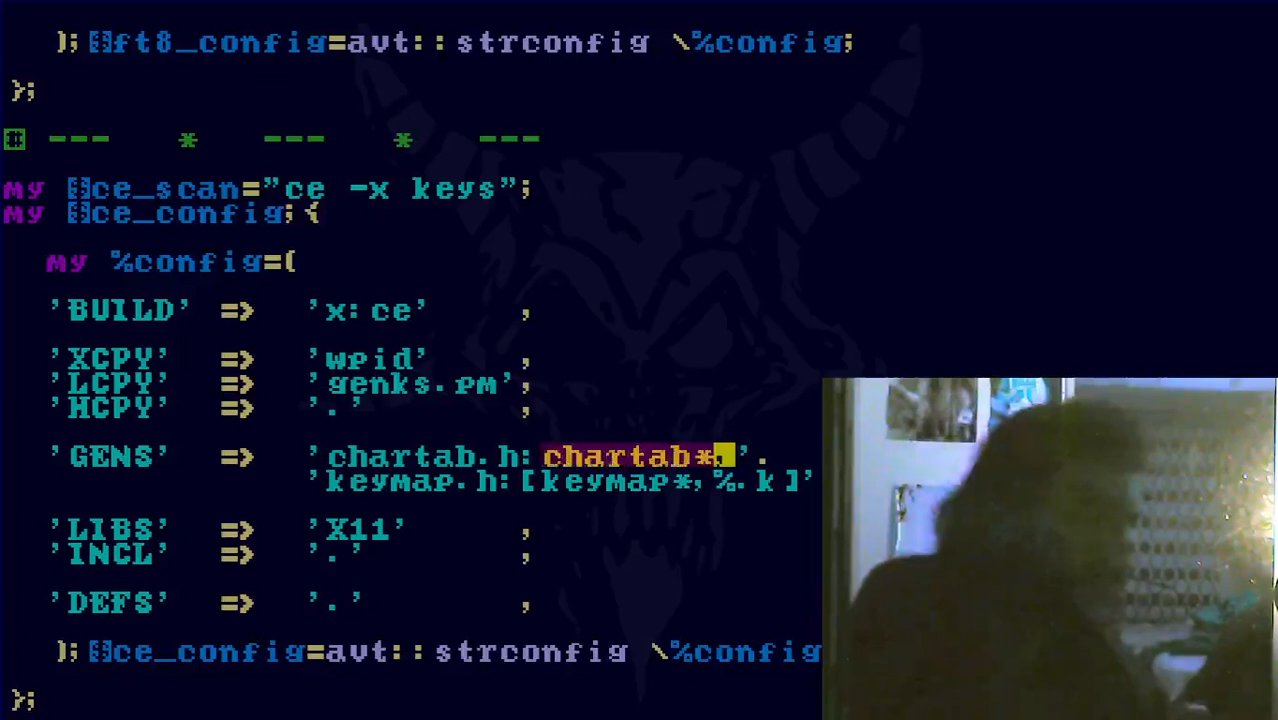 );$ft8_config=avt::strconfig \%config;
};
# --- * --- * ---
my $ce_scan="ce -x keys";
my $ce_config;{
my %config=(
'BUILD' => 'x:ce' ,
'XCPY' => 'wpid' ,
'LCPY' => 'genks.pm',
'HCPY' => '.' ,
'GENS' => 'chartab.h:chartab*,'.
'keymap.h:[keymap*,%.k]'
'LIBS' => 'X11' ,
'INCL' => '.' ,
'DEFS' => '.' ,
);$ce_config=avt::strconfig \%config
};